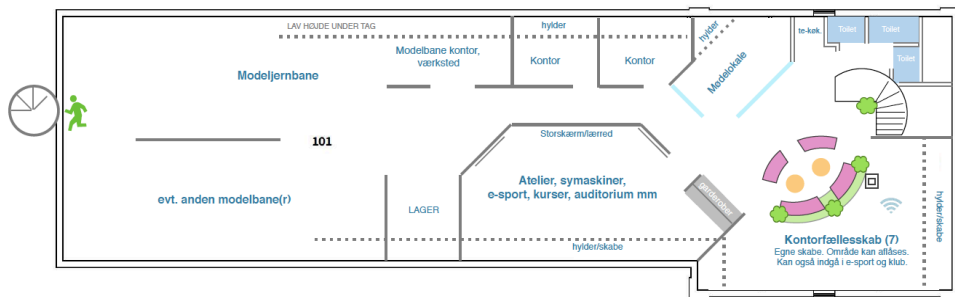 LAV HØJDE UNDER TAG
hylder
hylder
te-køk.
Toilet
Toilet
Toilet
Modelbane kontor,
værksted
Kontor
Kontor
Mødelokale
Modeljernbane
101
Storskærm/lærred
Atelier, symaskiner,
e-sport, kurser, auditorium mm
evt. anden modelbane(r)
LAGER
garderober
hylder/skabe
hylder/skabe
Kontorfællesskab (7)
Egne skabe. Område kan aflåses.
Kan også indgå i e-sport og klub.